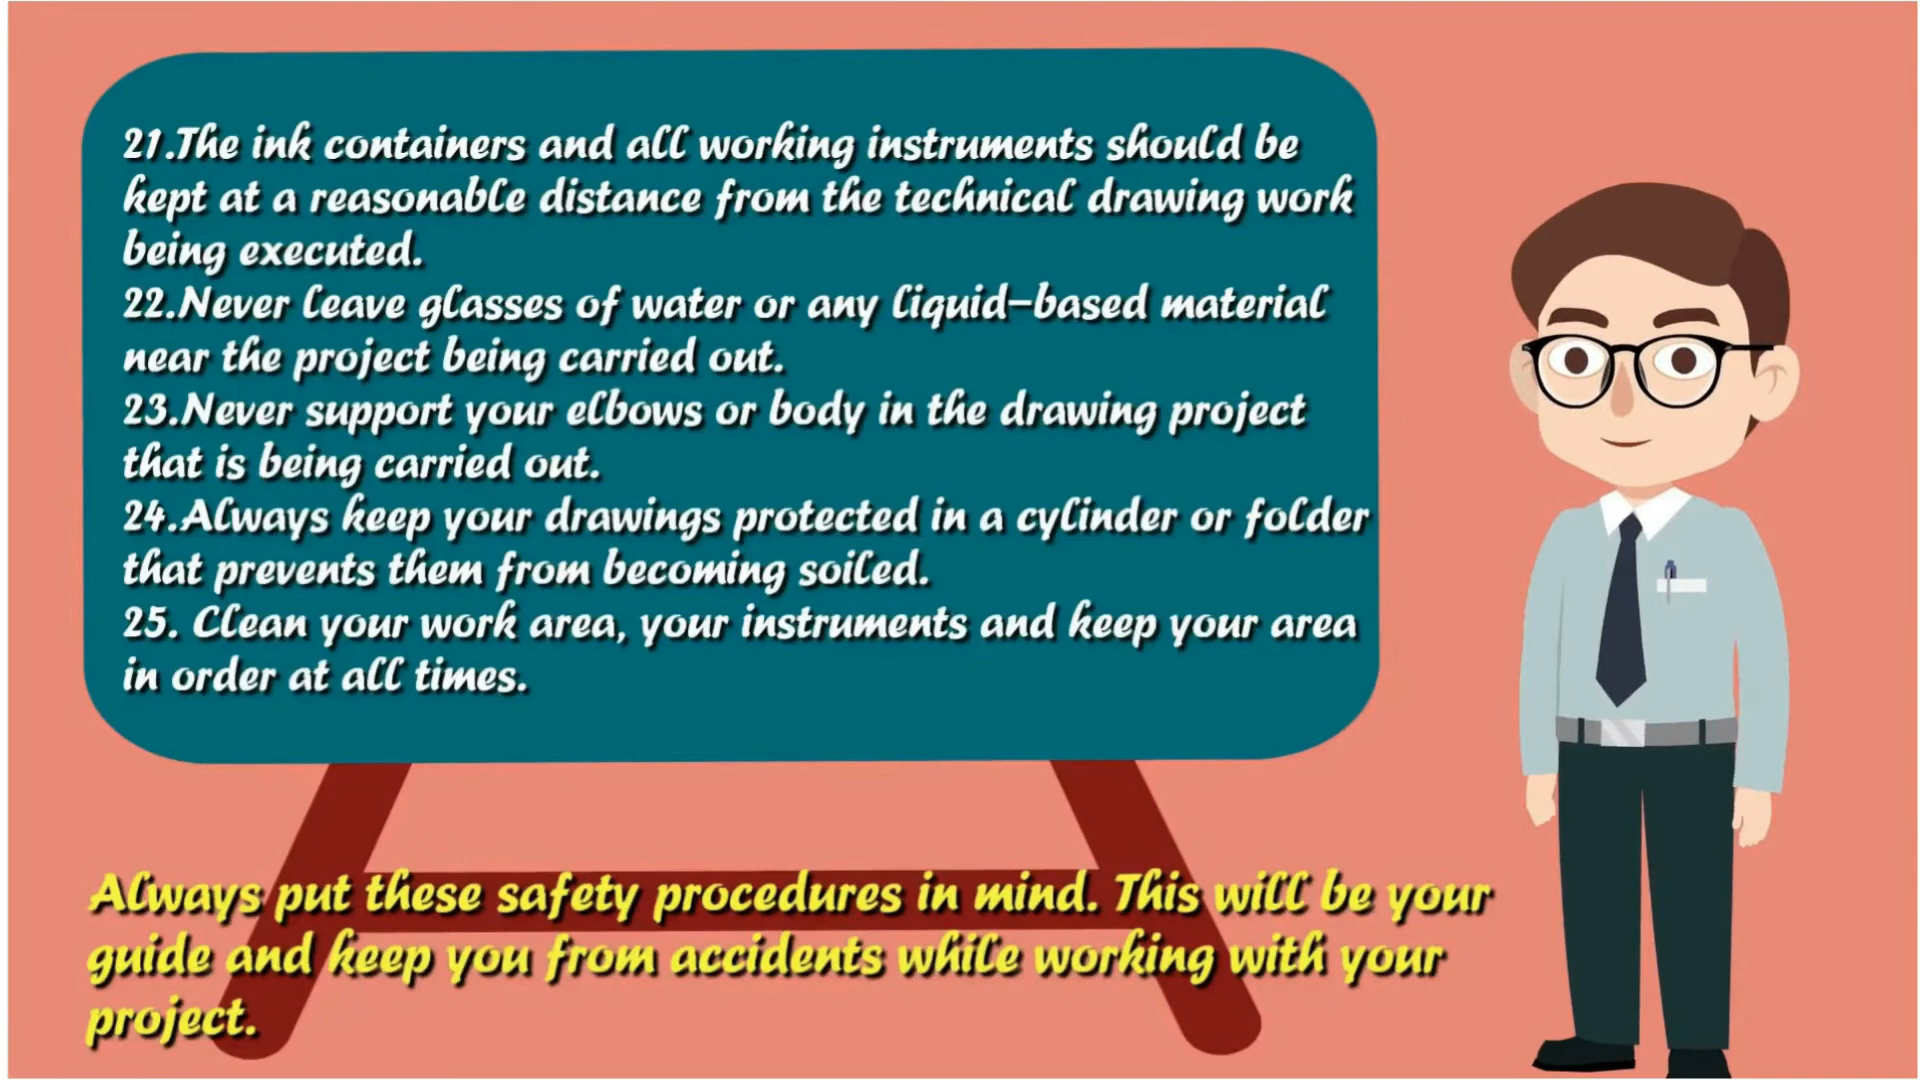 21.The ink containers and all working instruments should be
kept at a reasonable distance from the technical drawing work
being executed.
22.Never leave glasses of water or any liquid-based material
near the project being carried out.
23.Never support your elbows or body in the drawing project
that is being carried out.
24.Always keep your drawings protected in a cylinder or folder
that prevents them from becoming soiled.
25. Clean your work area, your instruments and keep your area
in order at all times.
Always put these safety procedures in mind. This will be your
guide and keep you from accidents while working with your
project.